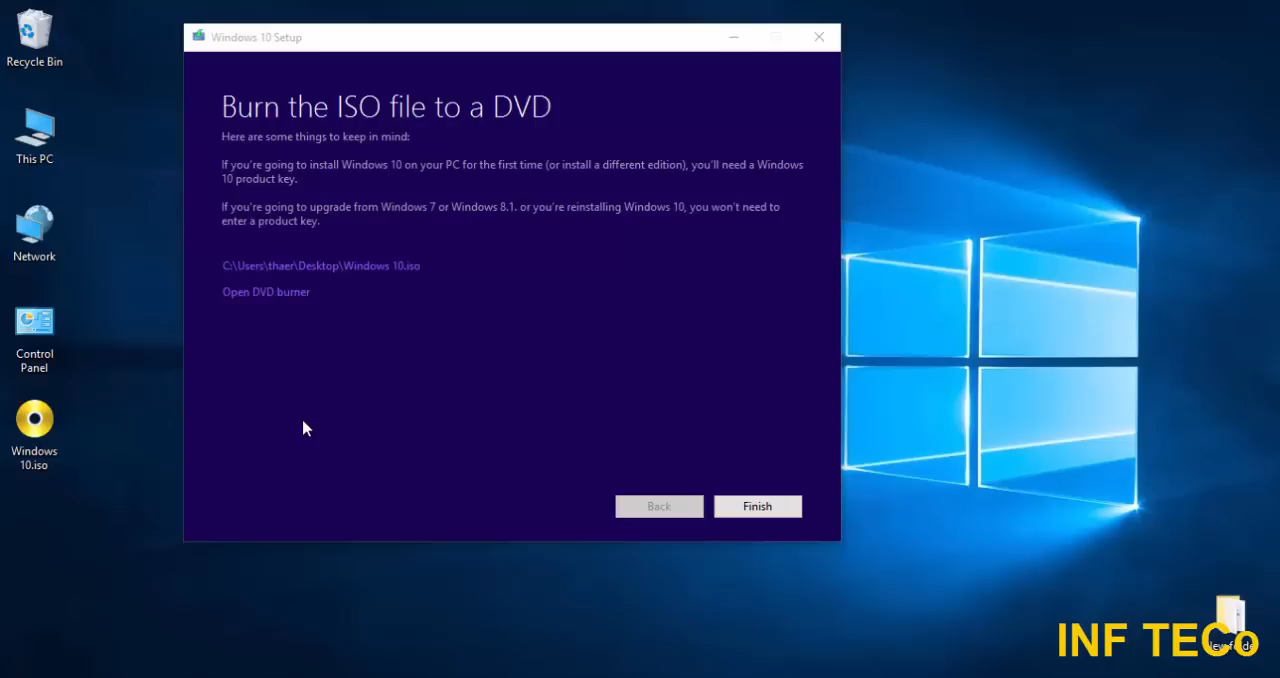 Recycle Bin
This PC
Network
Control
Panel
Windows
10.iso
Windows 10 Setup
Burn the ISO file to a DVD
Here are some things to keep in mind:
If you're going to install Windows 10 on your PC for the first time (or install a different edition), you'll need a Windows
10 product key.
If you're going to upgrade from Windows 7 or Windows 8.1. or you're reinstalling Windows 10, you won't need to
enter a product key.
C:\Users\thaer\Desktop\Windows 10.iso
Open DVD burner
Back
Finish
INF TECo